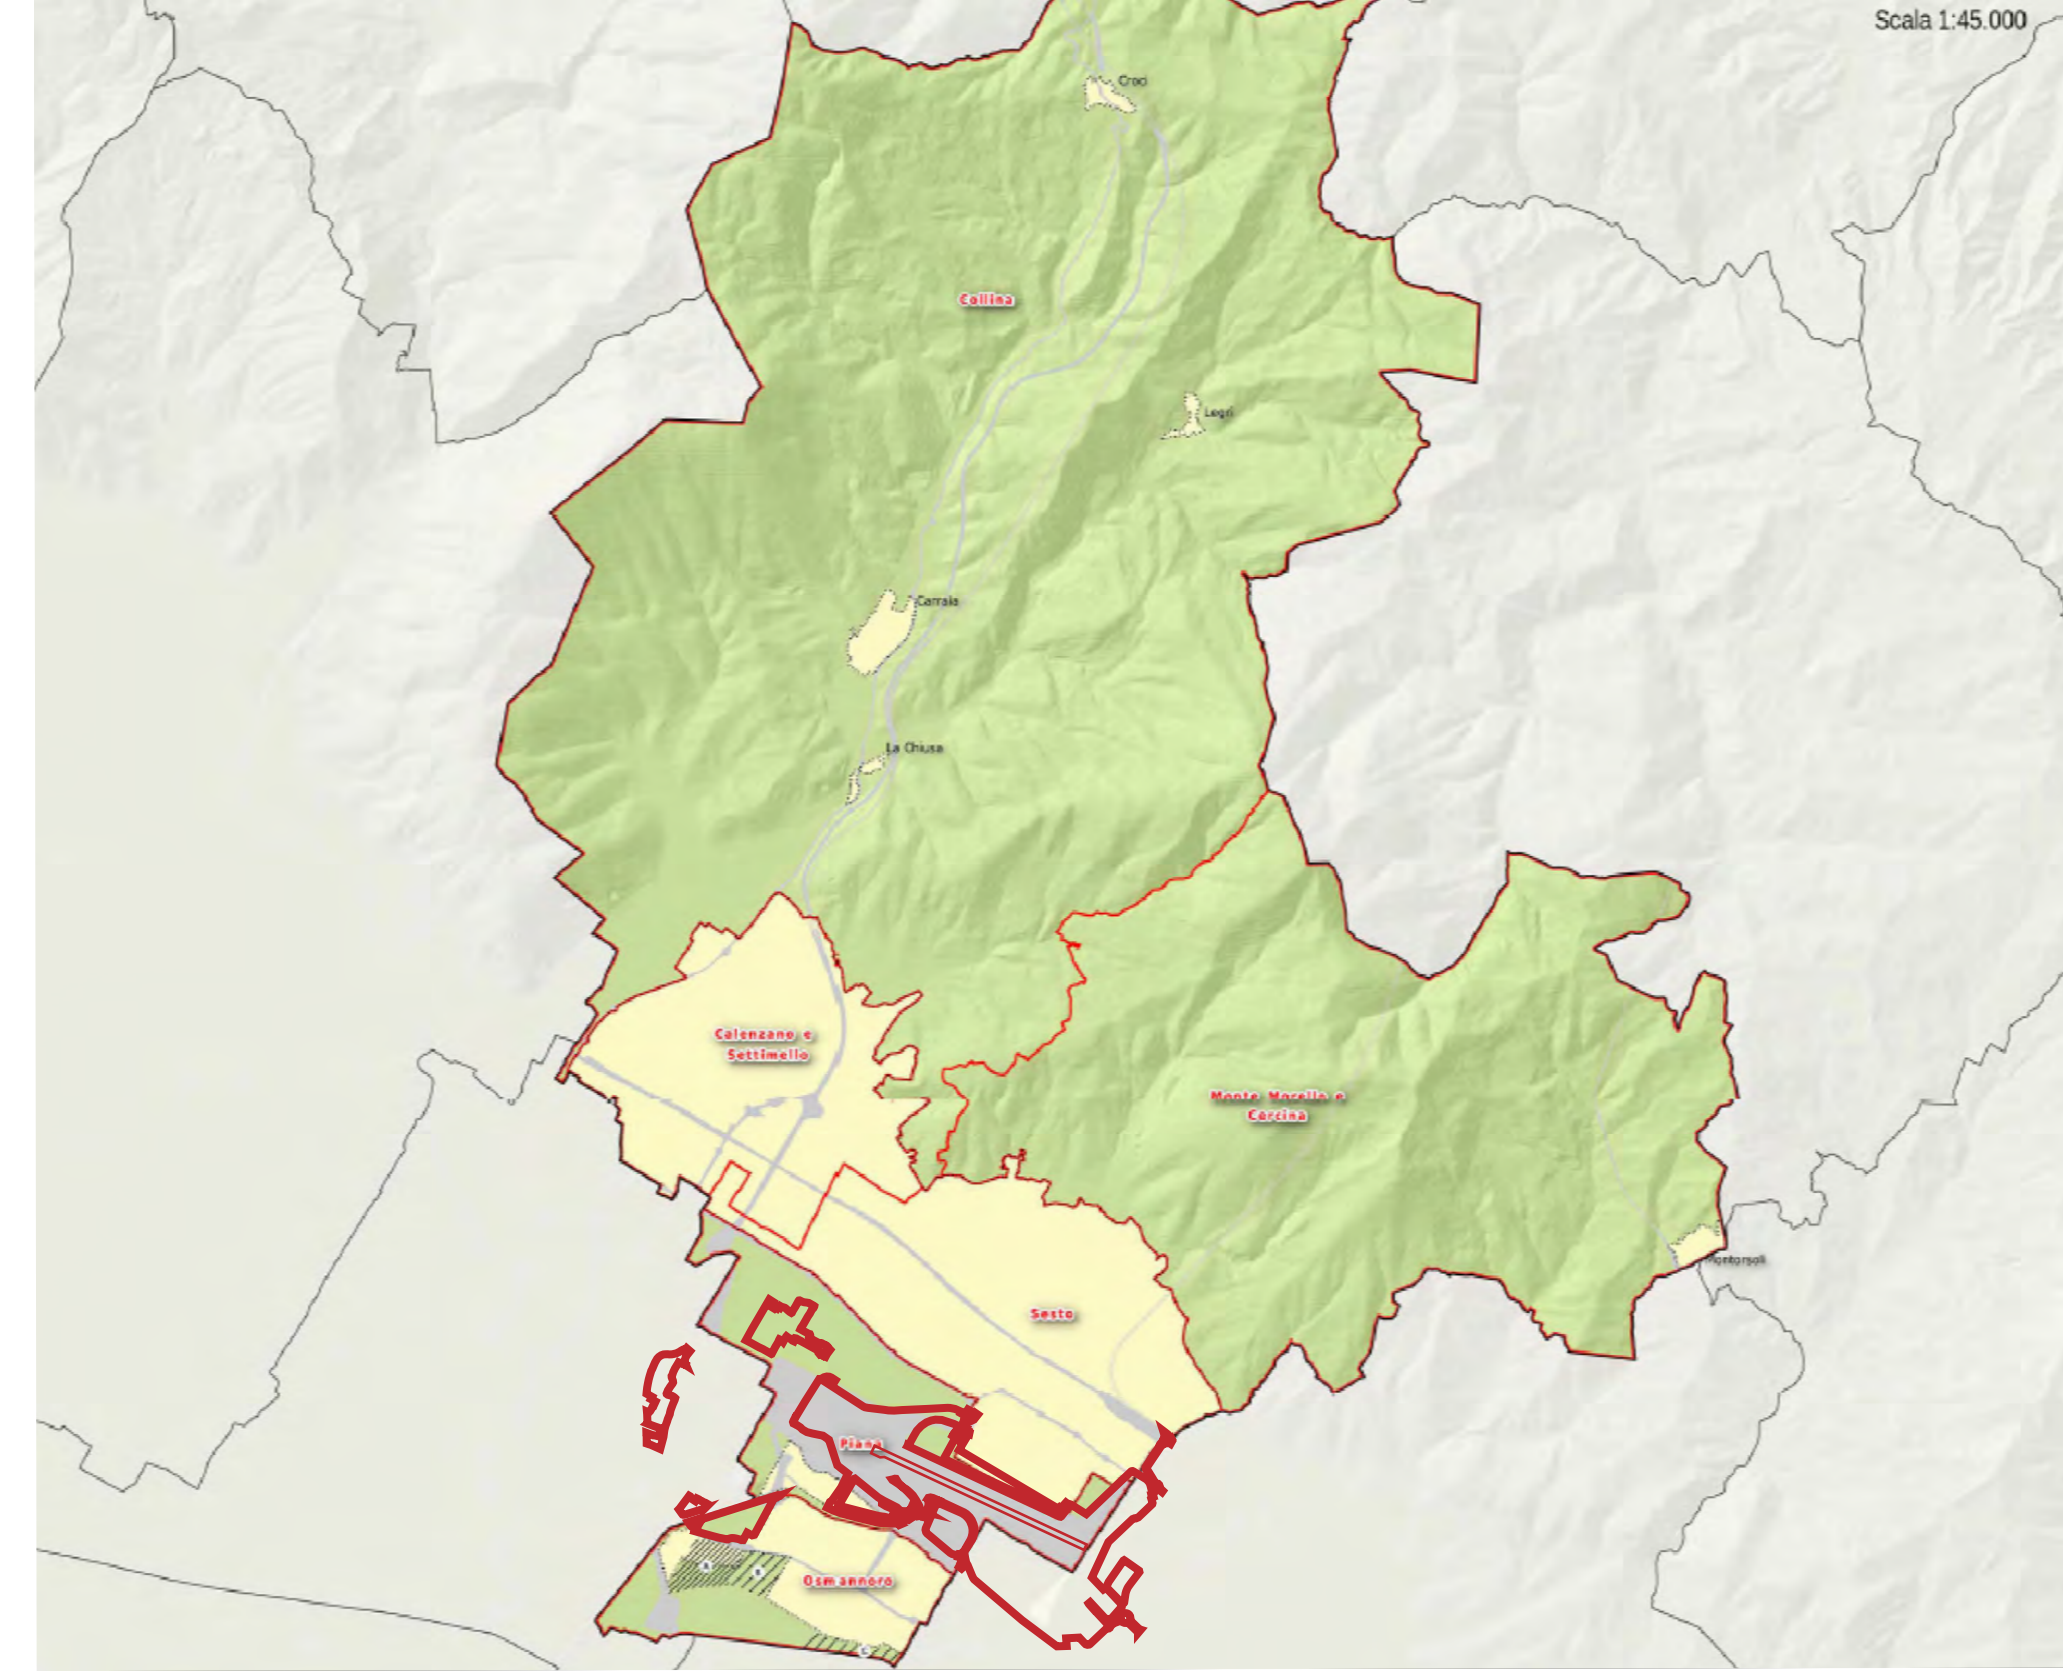 Scala 1:45.000
Croci
Collina
Legri
Carraia
La Chiusa
Calenzano e
Settimello
Monte Morello e
Cercina
Montorsoli
Sesto
Piana
A
B
Osmannoro
C